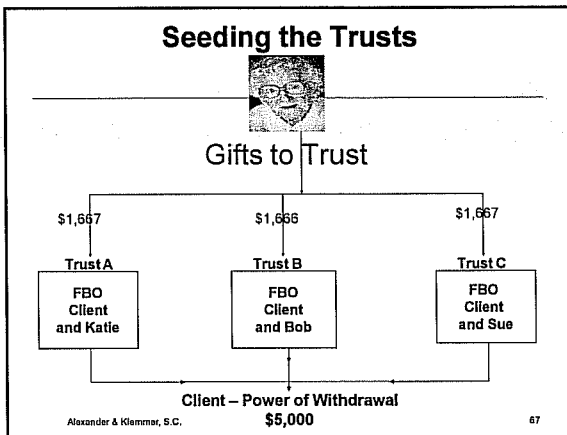 Seeding the Trusts
Gifts to Trust
$1,667
$1,666
$1,667
Trust A
Trust B
Trust C
FBO
Client
and Katie
FBO
Client
and Bob
FBO
Client
and Sue
Client – Power of Withdrawal
$5,000
Alexander & Klemmer, S.C.
67